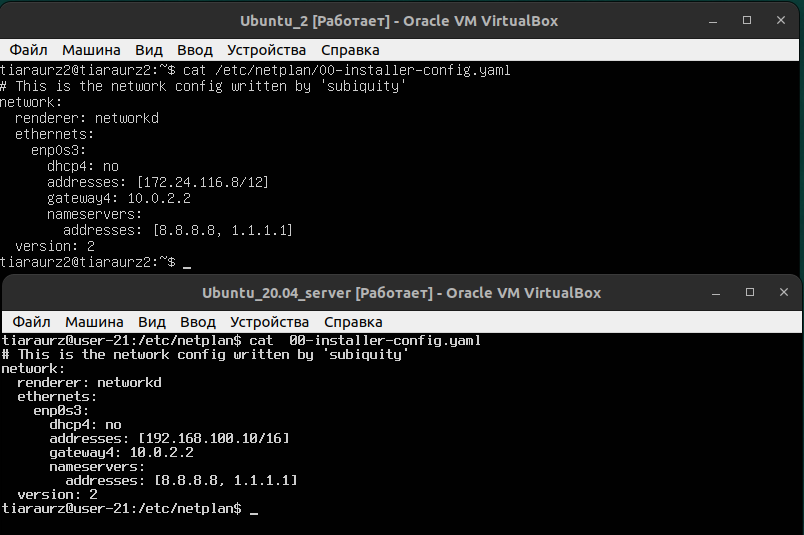 Ubuntu_2 [Работает] - Oracle VM VirtualBox
Файл Машина Вид Ввод Устройства Справка
tiaraurz2@tiaraurz2:~$ cat /etc/netplan/00-installer-config.yaml
# This is the network config written by 'subiquity'
network:
  renderer: networkd
  ethernets:
    enp0s3:
      dhcp4: no
      addresses: [172.24.116.8/12]
      gateway4: 10.0.2.2
      nameservers:
        addresses: [8.8.8.8, 1.1.1.1]
  version: 2
tiaraurz2@tiaraurz2:~$ _
Ubuntu_20.04_server [Работает] - Oracle VM VirtualBox
Файл Машина Вид Ввод Устройства Справка
tiaraurz@user-21:/etc/netplan$ cat  00-installer-config.yaml
# This is the network config written by 'subiquity'
network:
  renderer: networkd
  ethernets:
    enp0s3:
      dhcp4: no
      addresses: [192.168.100.10/16]
      gateway4: 10.0.2.2
      nameservers:
        addresses: [8.8.8.8, 1.1.1.1]
  version: 2
tiaraurz@user-21:/etc/netplan$ _